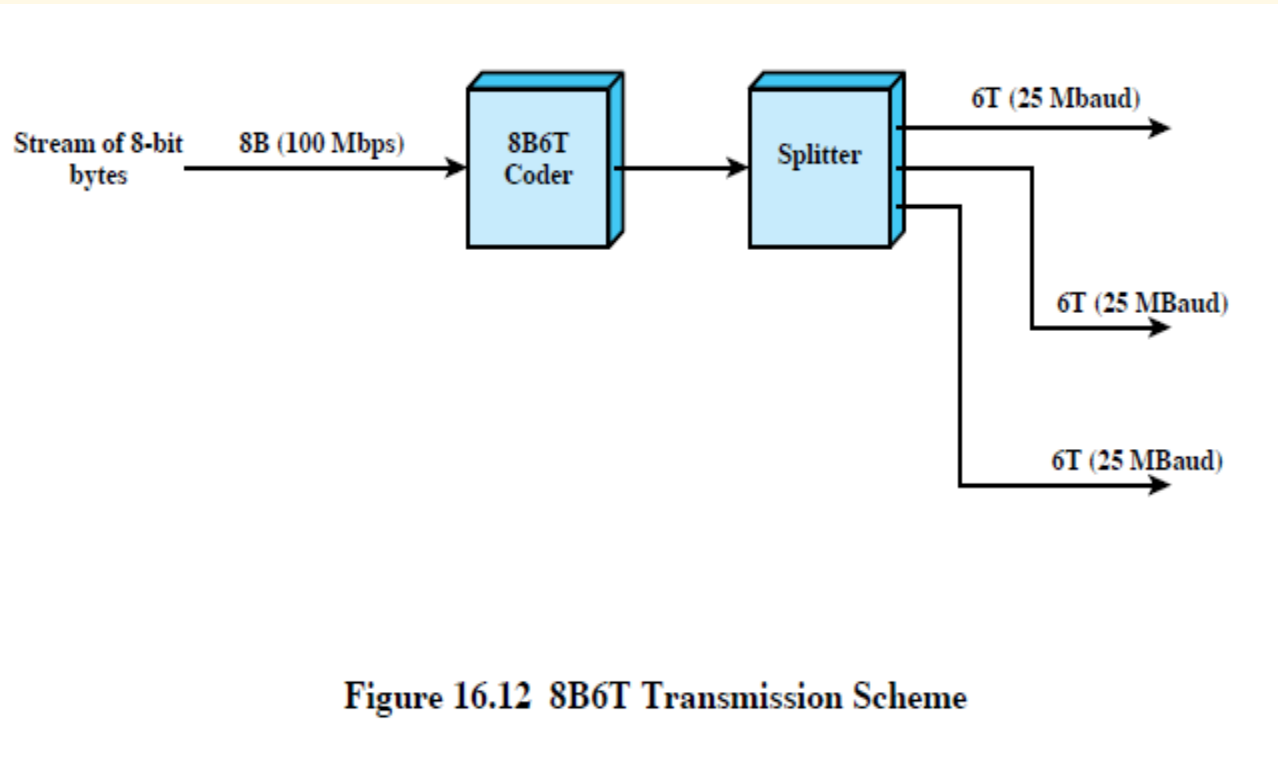 Stream of 8-bit
bytes
8B (100 Mbps)
8B6T
Coder
Splitter
6T (25 Mbaud)
6T (25 MBaud)
6T (25 MBaud)
Figure 16.12 8B6T Transmission Scheme